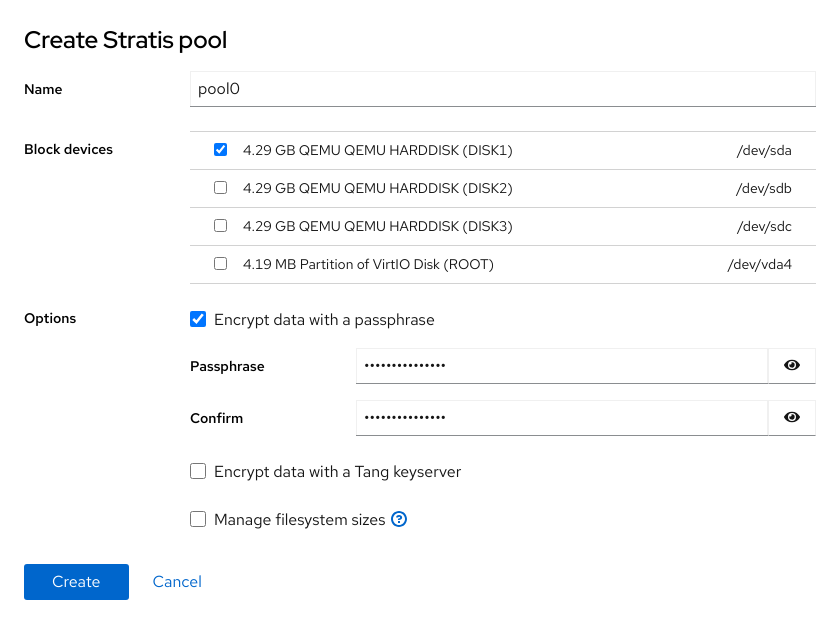 Create Stratis pool
Name
pool0
Block devices
4.29 GB QEMU QEMU HARDDISK (DISK1) /dev/sda
4.29 GB QEMU QEMU HARDDISK (DISK2) /dev/sdb
4.29 GB QEMU QEMU HARDDISK (DISK3) /dev/sdc
4.19 MB Partition of VirtIO Disk (ROOT) /dev/vda4
Options
Encrypt data with a passphrase
Passphrase •••••••••••••••
Confirm •••••••••••••••
Encrypt data with a Tang keyserver
Manage filesystem sizes ?
Create Cancel